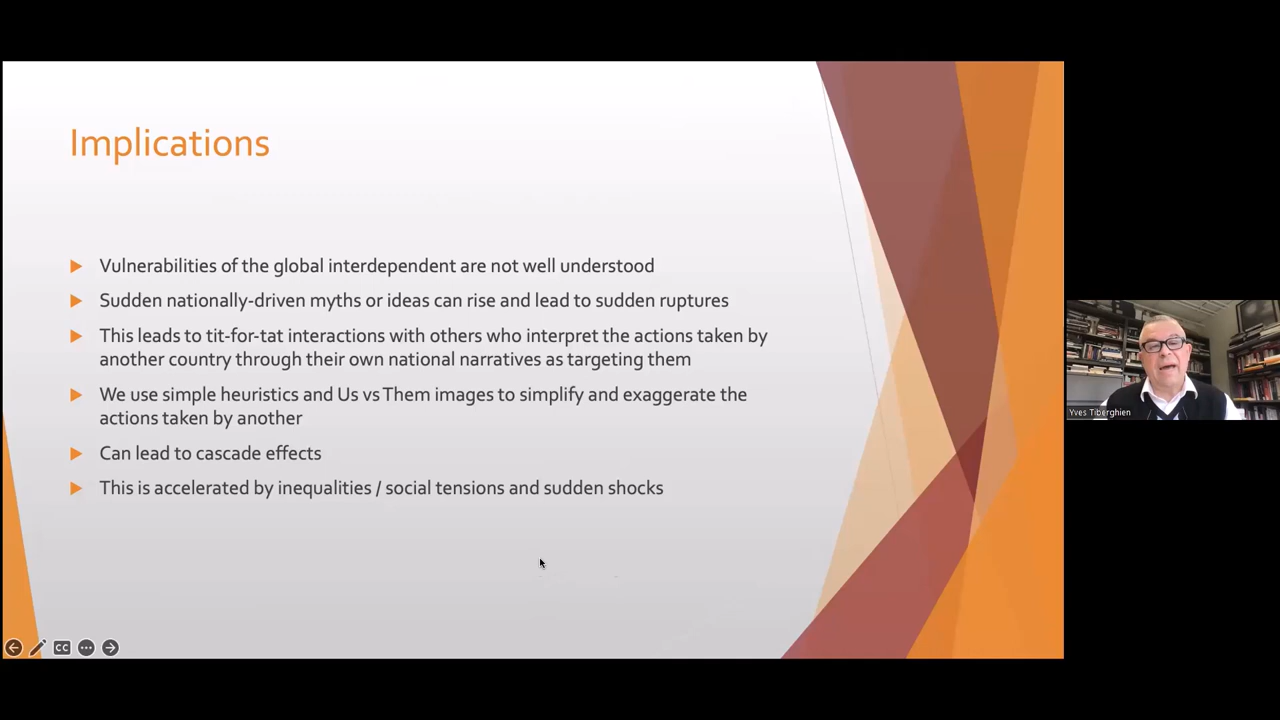 Implications
Vulnerabilities of the global interdependent are not well understood
Sudden nationally-driven myths or ideas can rise and lead to sudden ruptures
This leads to tit-for-tat interactions with others who interpret the actions taken by
another country through their own national narratives as targeting them
We use simple heuristics and Us vs Them images to simplify and exaggerate the
actions taken by another
Can lead to cascade effects
This is accelerated by inequalities / social tensions and sudden shocks
CC
Yves Tiberghien